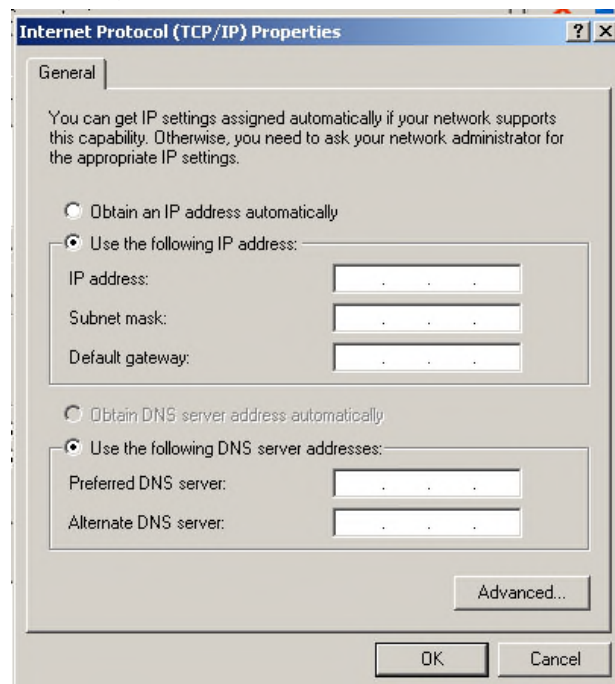 Internet Protocol (TCP/IP) Properties
General
You can get IP settings assigned automatically if your network supports
this capability. Otherwise, you need to ask your network administrator for
the appropriate IP settings.
Obtain an IP address automatically
Use the following IP address:
IP address:
Subnet mask:
Default gateway:
Obtain DNS server address automatically
Use the following DNS server addresses:
Preferred DNS server:
Alternate DNS server:
Advanced...
OK
Cancel